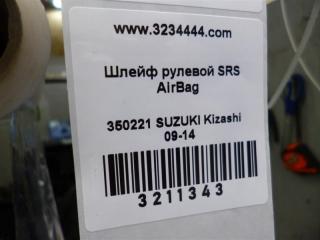 www.3234444.com
Шлейф рулевой SRS
AirBag
350221 SUZUKI Kizashi
09-14
3211343